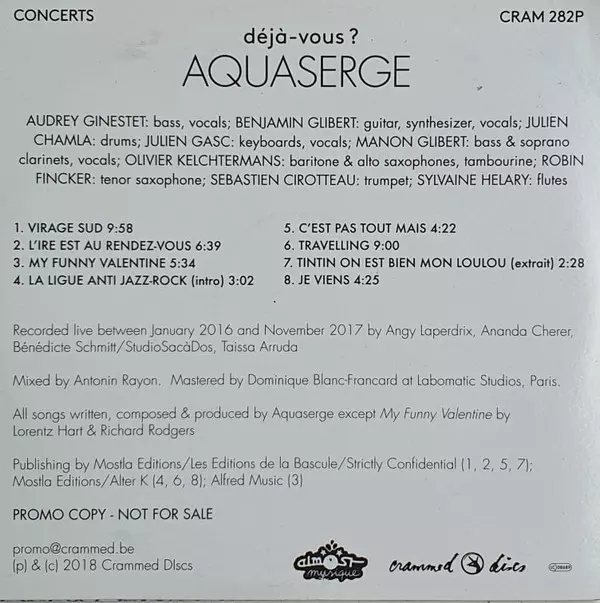 CONCERTS
CRAM 282P
déjà-vous ?
AQUASERGE
AUDREY GINESTET: bass, vocals; BENJAMIN GLIBERT: guitar, synthesizer, vocals; JULIEN
CHAMLA: drums; JULIEN GASC: keyboards, vocals; MANON GLIBERT: bass & soprano
clarinets, vocals; OLIVIER KELCHTERMANS: baritone & alto saxophones, tambourine; ROBIN
FINCKER: tenor saxophone; SEBASTIEN CIROTTEAU: trumpet; SYLVAINE HELARY: flutes
1. VIRAGE SUD 9:58
2. L'IRE EST AU RENDEZ-VOUS 6:39
3. MY FUNNY VALENTINE 5:34
4. LA LIGUE ANTI JAZZ-ROCK (intro) 3:02
5. C'EST PAS TOUT MAIS 4:22
6. TRAVELLING 9:00
7. TINTIN ON EST BIEN MON LOULOU (extrait) 2:28
8. JE VIENS 4:25
Recorded live between January 2016 and November 2017 by Angy Laperdrix, Ananda Cherer,
Bénédicte Schmitt/StudioSacàDos, Taïssa Arruda
Mixed by Antonin Rayon. Mastered by Dominique Blanc-Francard at Labomatic Studios, Paris.
All songs written, composed & produced by Aquaserge except My Funny Valentine by
Lorentz Hart & Richard Rodgers
Publishing by Mostla Editions/Les Editions de la Bascule/Strictly Confidential (1, 2, 5, 7);
Mostla Editions/Alter K (4, 6, 8); Alfred Music (3)
PROMO COPY - NOT FOR SALE
promo@crammed.be
(p) & (c) 2018 Crammed DIscs
almost
musique
crammed discs